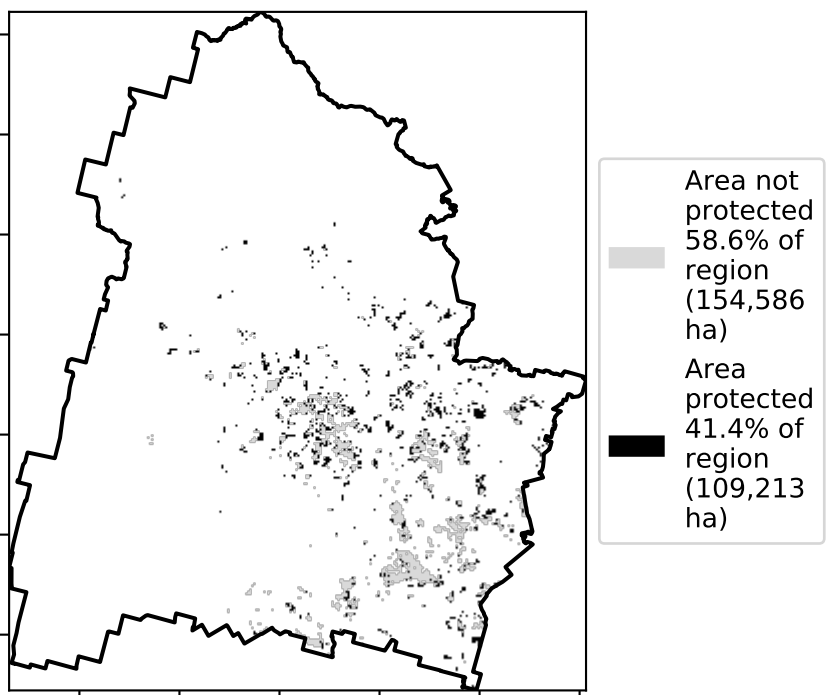 Area not
protected
58.6% of
region
(154,586
ha)
Area
protected
41.4% of
region
(109,213
ha)